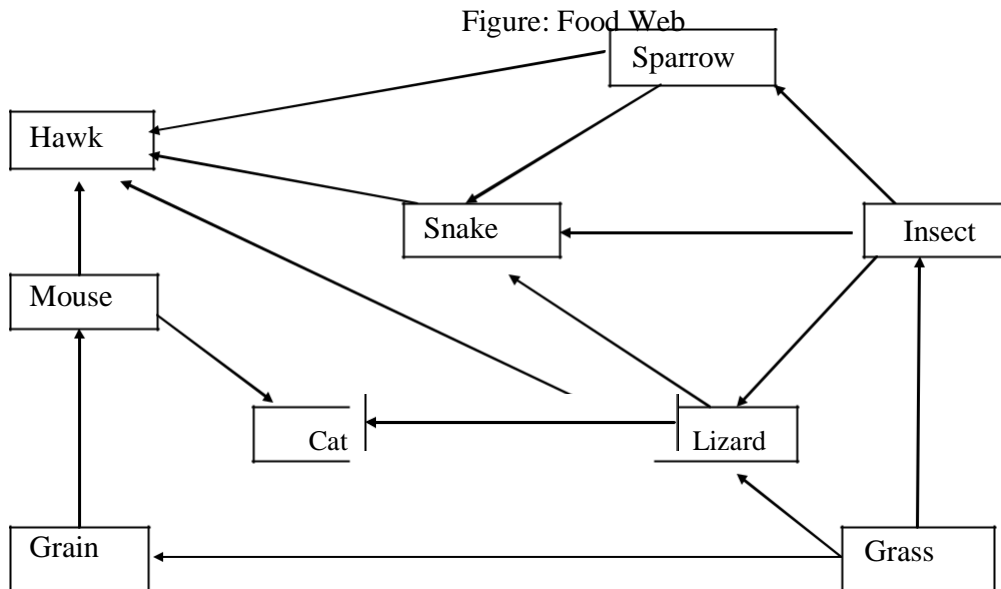 Figure: Food Web
Sparrow
Hawk
Snake
Insect
Mouse
Cat
Lizard
Grain
Grass